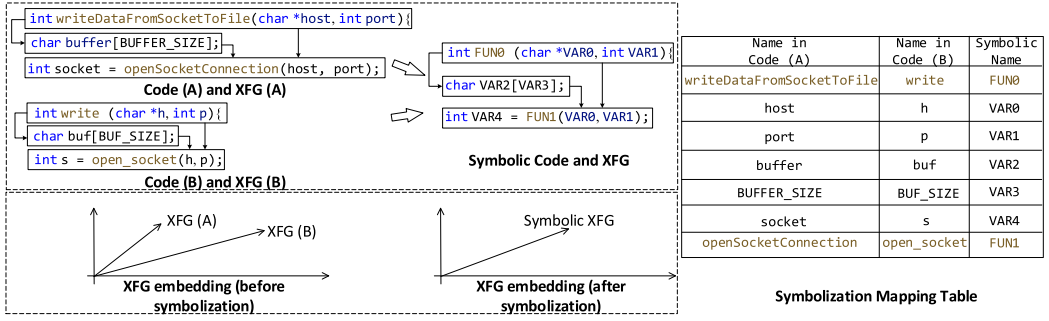 int writeDataFromSocketToFile(char *host, int port){
char buffer[BUFFER_SIZE];
int socket = openSocketConnection(host, port);
Code (A) and XFG (A)
int write (char *h, int p){
char buf[BUF_SIZE];
int s = open_socket(h, p);
Code (B) and XFG (B)
int FUN0 (char *VAR0, int VAR1){
char VAR2[VAR3];
int VAR4 = FUN1(VAR0, VAR1);
Symbolic Code and XFG
XFG (A)
XFG (B)
XFG embedding (before
symbolization)
Symbolic XFG
XFG embedding (after
symbolization)
Name in Code (A) Name in Code (B) Symbolic Name
writeDataFromSocketToFile write FUN0
host h VAR0
port p VAR1
buffer buf VAR2
BUFFER_SIZE BUF_SIZE VAR3
socket s VAR4
openSocketConnection open_socket FUN1
Symbolization Mapping Table